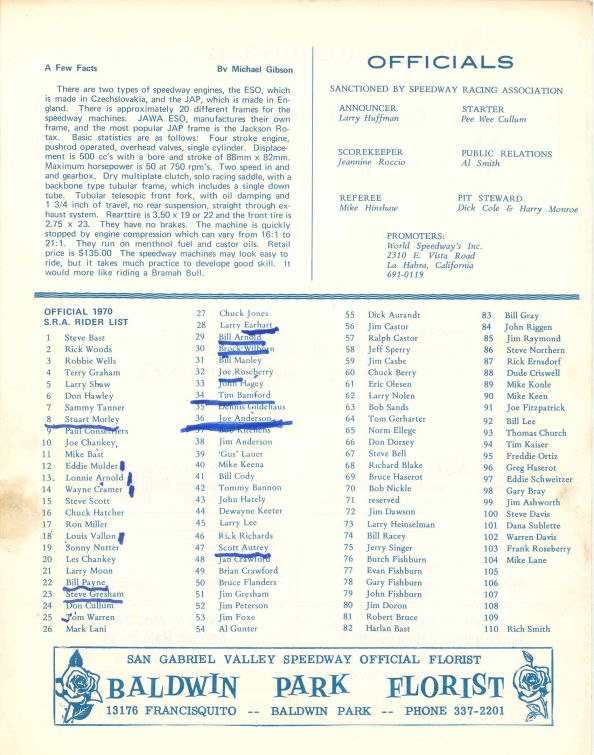 A Few Facts By Michael Gibson
There are two types of speedway engines, the ESO, which
is made in Czechslovakia, and the JAP, which is made in En-
gland. There is approximately 20 different frames for the
speedway machines. JAWA ESO, manufactures their own
frame, and the most popular JAP frame is the Jackson Ro-
tax. Basic statistics are as follows: Four stroke engine,
pushrod operated, overhead valves, single cylinder. Displace-
ment is 500 cc's with a bore and stroke of 88mm x 82mm.
Maximum horsepower is 50 at 750 rpm's. Two speed in and
and gearbox. Dry multiplate clutch, solo racing saddle, with a
backbone type tubular frame, which includes a single down
tube. Tubular telesopic front fork, with oil damping and
1 3/4 inch of travel, no rear suspension, straight through ex-
haust system. Reartire is 3.50 x 19 or 22 and the front tire is
2.75 x 23. They have no brakes. The machine is quickly
stopped by engine compression which can vary from 16:1 to
21:1. They run on menthnol fuel and castor oils. Retail
price is $135.00 The speedway machines may look easy to
ride, but it takes much practice to develope good skill. It
would more like riding a Bramah Bull.
OFFICIALS
SANCTIONED BY SPEEDWAY RACING ASSOCIATION
ANNOUNCER
Larry Huffman
STARTER
Pee Wee Cullum
SCOREKEEPER
Jeannine Roccio
PUBLIC RELATIONS
Al Smith
REFEREE
Mike Hinshaw
PIT STEWARD
Dick Cole & Harry Monroe
PROMOTERS:
World Speedway's Inc.
2310 E. Vista Road
La Habra, California
691-0119
OFFICIAL 1970
S.R.A. RIDER LIST
1 Steve Bast
2 Rick Woods
3 Robbie Wells
4 Terry Graham
5 Larry Shaw
6 Don Hawley
7 Sammy Tanner
8 Stuart Morley
9 Paul Conserriers
10 Joe Chankey
11 Mike Bast
12 Eddie Mulder
13. Lonnie Arnold
14 Wayne Cramer
15 Steve Scott
16 Chuck Hatcher
17 Ron Miller
18 Louis Vallon
19 Sonny Nutter
20 Les Chankey
21 Larry Moon
22 Bill Payne
23 Steve Gresham
24 Don Cullum
25 Tom Warren
26 Mark Lani
27 Chuck Jones
28 Larry Earhart
29 Bill Arnold
30 Brock Wilborn
31 Bill Manley
32 Joe Roseberry
33 John Hagey
34 Tim Bamford
35 Dennis Gildehaus
36 Joe Anderson
37 Bob Kitchens
38 Jim Anderson
39 'Gus' Lauer
40 Mike Keena
41 Bill Cody
42 Tommy Bannon
43 John Hately
44 Dewayne Keeter
45 Larry Lee
46 Rick Richards
47 Scott Autrey
48 Jan Crawford
49 Brian Crawford
50 Bruce Flanders
51 Jim Gresham
52 Jim Peterson
53 Jim Foxe
54 Al Gunter
55 Dick Aurandt
56 Jim Castor
57 Ralph Castor
58 Jeff Sperry
59 Jim Casbe
60 Chuck Berry
61 Eric Olesen
62 Larry Nolen
63 Bob Sands
64 Tom Gerharter
65 Norm Ellege
66 Don Dorsey
67 Steve Bell
68 Richard Blake
69 Bruce Haserot
70 Bob Nickle
71 reserved
72 Jim Dawson
73 Larry Heinselman
74 Bill Racey
75 Jerry Singer
76 Butch Fishburn
77 Evan Fishburn
78 Gary Fishburn
79 John Fishburn
80 Jim Doron
81 Robert Bruce
82 Harlan Bast
83 Bill Gray
84 John Riggen
85 Jim Raymond
86 Steve Northern
87 Rick Ernsdorf
88 Dude Criswell
89 Mike Konle
90 Mike Keen
91 Joe Fitzpatrick
92 Bill Lee
93 Thomas Church
94 Tim Kaiser
95 Freddie Ortiz
96 Greg Haserot
97 Eddie Schweitzer
98 Gary Bray
99 Jim Ashworth
100 Steve Davis
101 Dana Sublette
102 Warren Davis
103 Frank Roseberry
104 Mike Lane
105
106
107
108
109
110 Rich Smith
SAN GABRIEL VALLEY SPEEDWAY OFFICIAL FLORIST
BALDWIN PARK FLORIST
13176 FRANCISQUITO -- BALDWIN PARK -- PHONE 337-2201